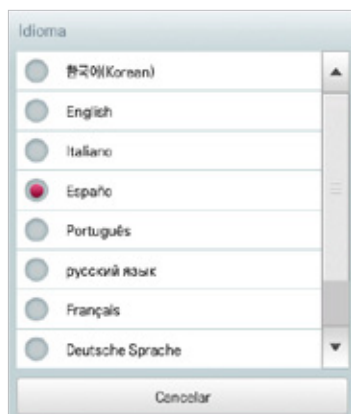 Idioma
한국어(Korean)
English
Italiano
Españo
Português
русский язык
Français
Deutsche Sprache
Cancelar